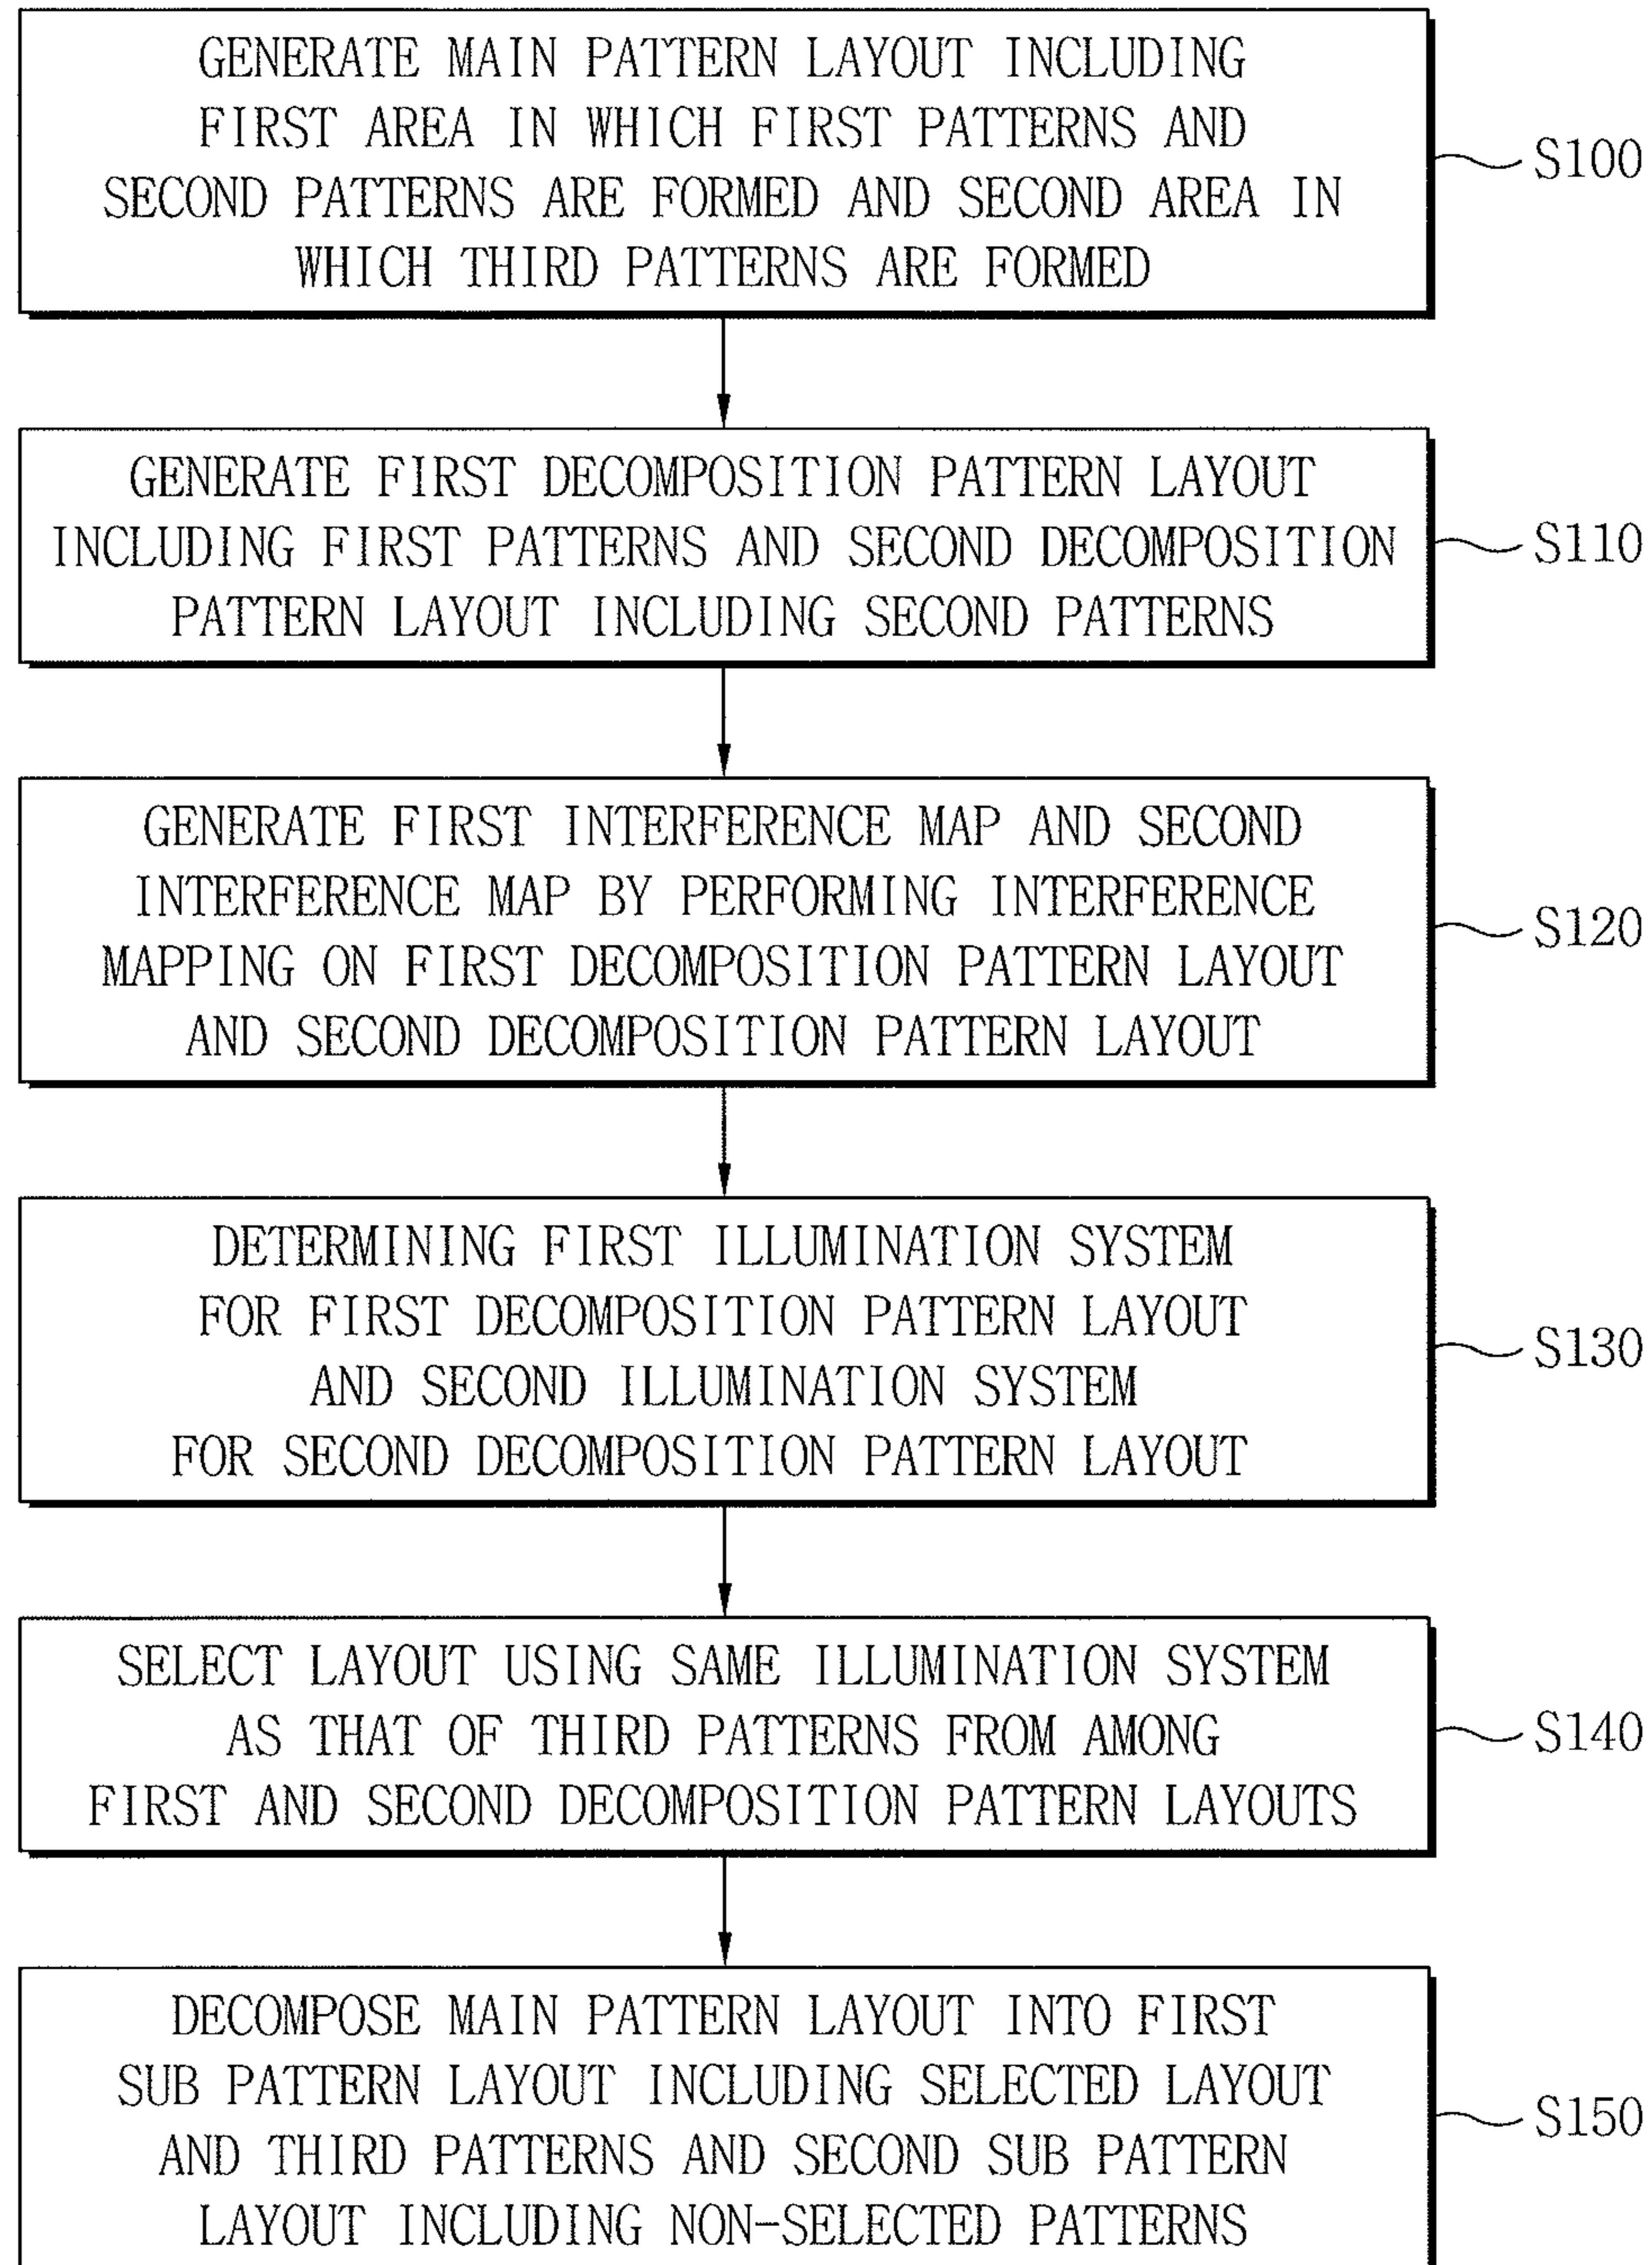 GENERATE MAIN PATTERN LAYOUT INCLUDING
FIRST AREA IN WHICH FIRST PATTERNS AND
SECOND PATTERNS ARE FORMED AND SECOND AREA IN
WHICH THIRD PATTERNS ARE FORMED
S100
GENERATE FIRST DECOMPOSITION PATTERN LAYOUT
INCLUDING FIRST PATTERNS AND SECOND DECOMPOSITION
PATTERN LAYOUT INCLUDING SECOND PATTERNS
S110
GENERATE FIRST INTERFERENCE MAP AND SECOND
INTERFERENCE MAP BY PERFORMING INTERFERENCE
MAPPING ON FIRST DECOMPOSITION PATTERN LAYOUT
AND SECOND DECOMPOSITION PATTERN LAYOUT
S120
DETERMINING FIRST ILLUMINATION SYSTEM
FOR FIRST DECOMPOSITION PATTERN LAYOUT
AND SECOND ILLUMINATION SYSTEM
FOR SECOND DECOMPOSITION PATTERN LAYOUT
S130
SELECT LAYOUT USING SAME ILLUMINATION SYSTEM
AS THAT OF THIRD PATTERNS FROM AMONG
FIRST AND SECOND DECOMPOSITION PATTERN LAYOUTS
S140
DECOMPOSE MAIN PATTERN LAYOUT INTO FIRST
SUB PATTERN LAYOUT INCLUDING SELECTED LAYOUT
AND THIRD PATTERNS AND SECOND SUB PATTERN
LAYOUT INCLUDING NON-SELECTED PATTERNS
S150